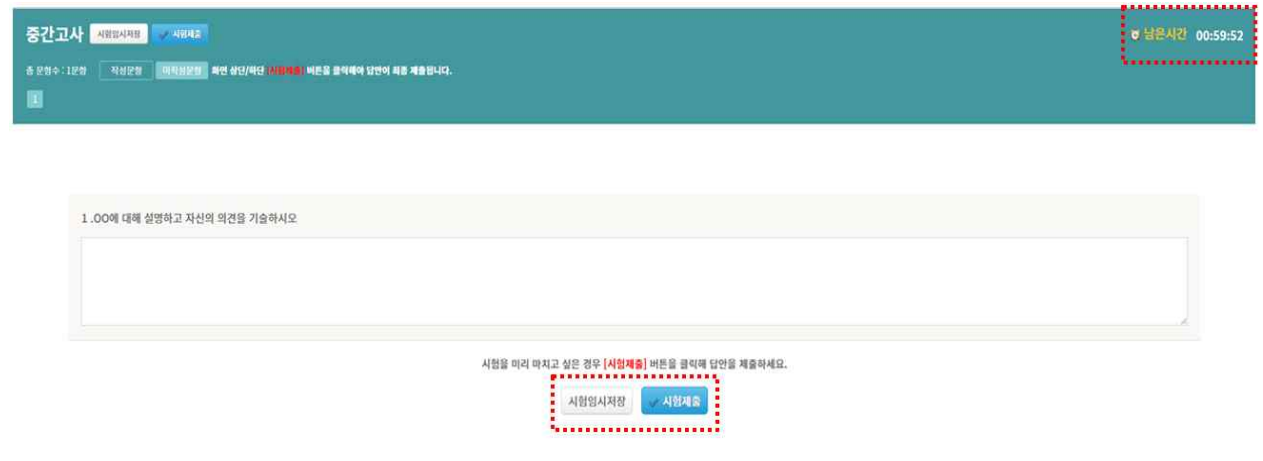 중간고사 시험임시저장 시험제출
남은시간 00:59:52
총 문항수 : 1문항 작성문항 미작성문항 화면 상단/하단 [시험제출] 버튼을 클릭해야 답안이 최종 제출됩니다.
1
1 .OO에 대해 설명하고 자신의 의견을 기술하시오
시험을 미리 마치고 싶은 경우 [시험제출] 버튼을 클릭해 답안을 제출하세요.
시험임시저장 시험제출